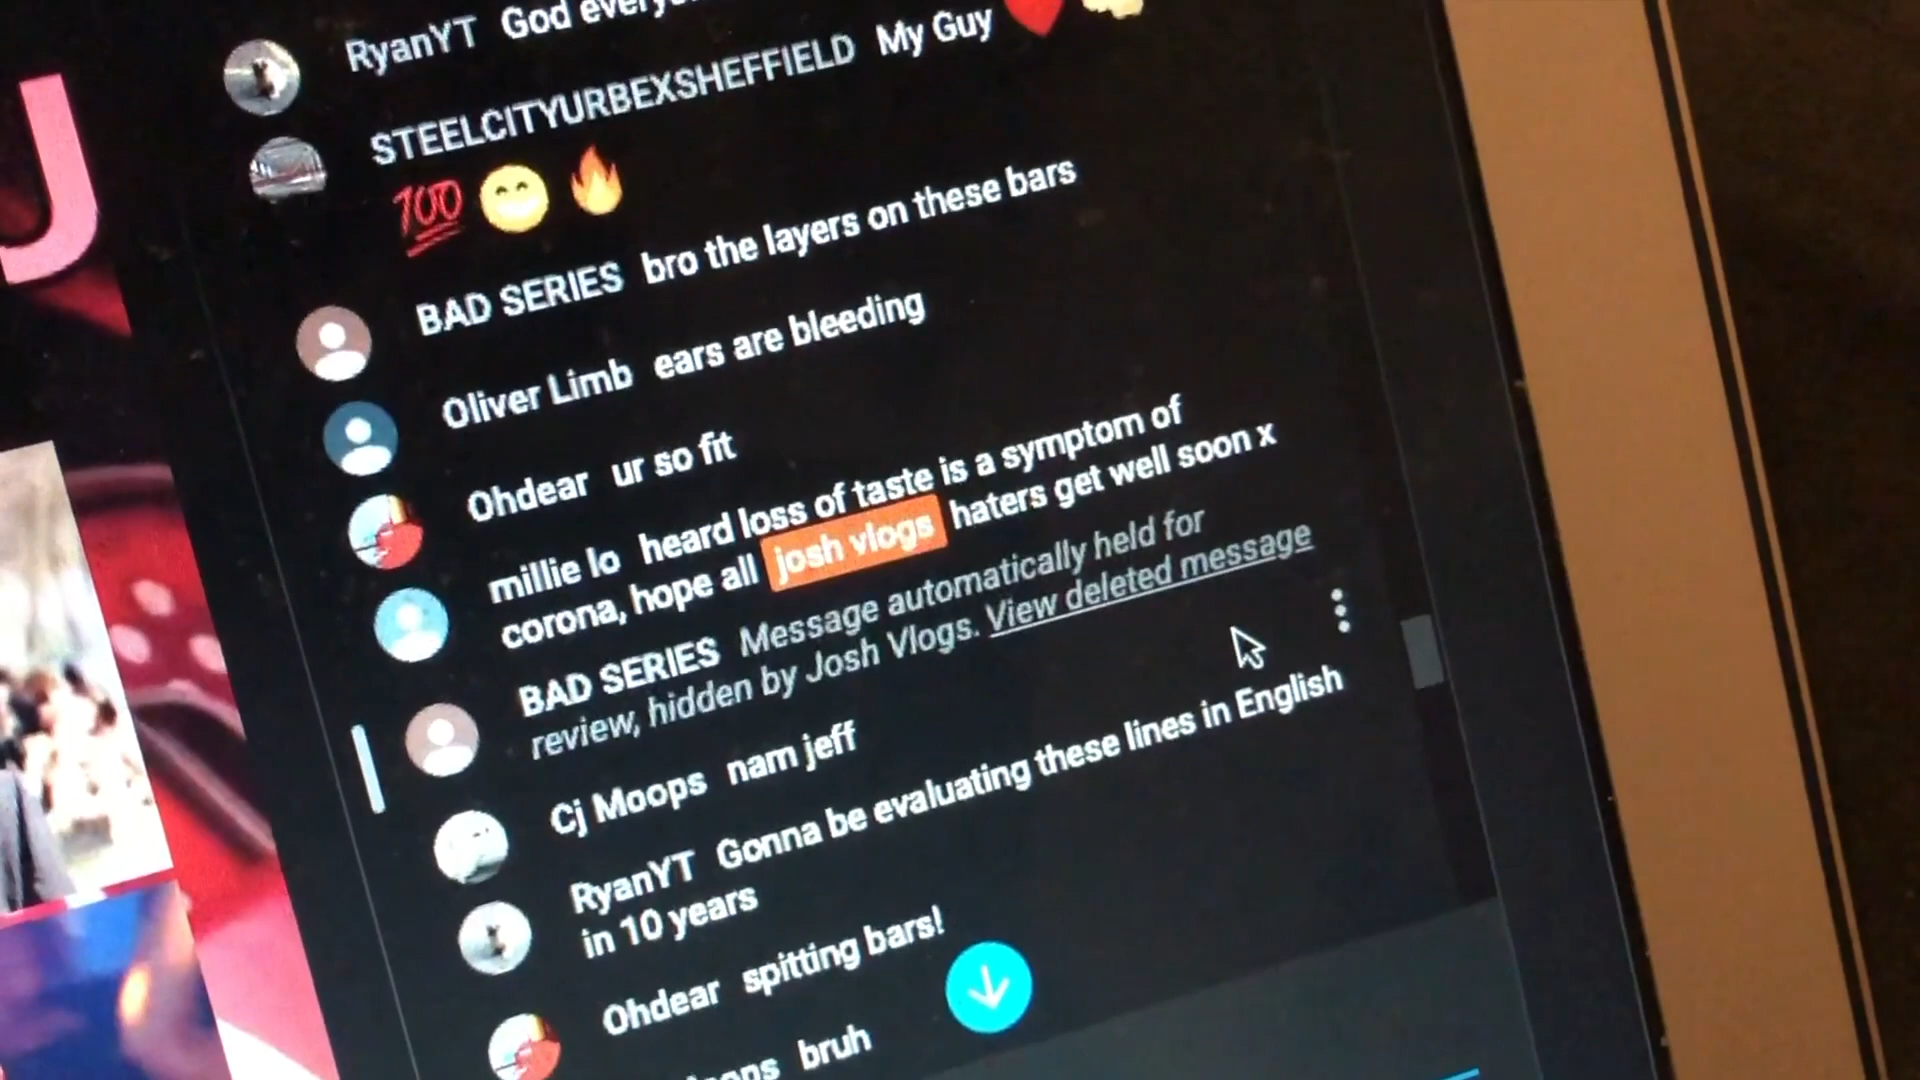 J
RyanYT God
STEELCITYURBEXSHEFFIELD My Guy
💯 😁 🔥
BAD SERIES bro the layers on these bars
Oliver Limb ears are bleeding
Ohdear ur so fit
millie lo heard loss of taste is a symptom of
corona, hope all josh vlogs haters get well soon x
BAD SERIES Message automatically held for
review, hidden by Josh Vlogs. View deleted message
Cj Moops nam jeff
RyanYT Gonna be evaluating these lines in English
in 10 years
Ohdear spitting bars!
bruh